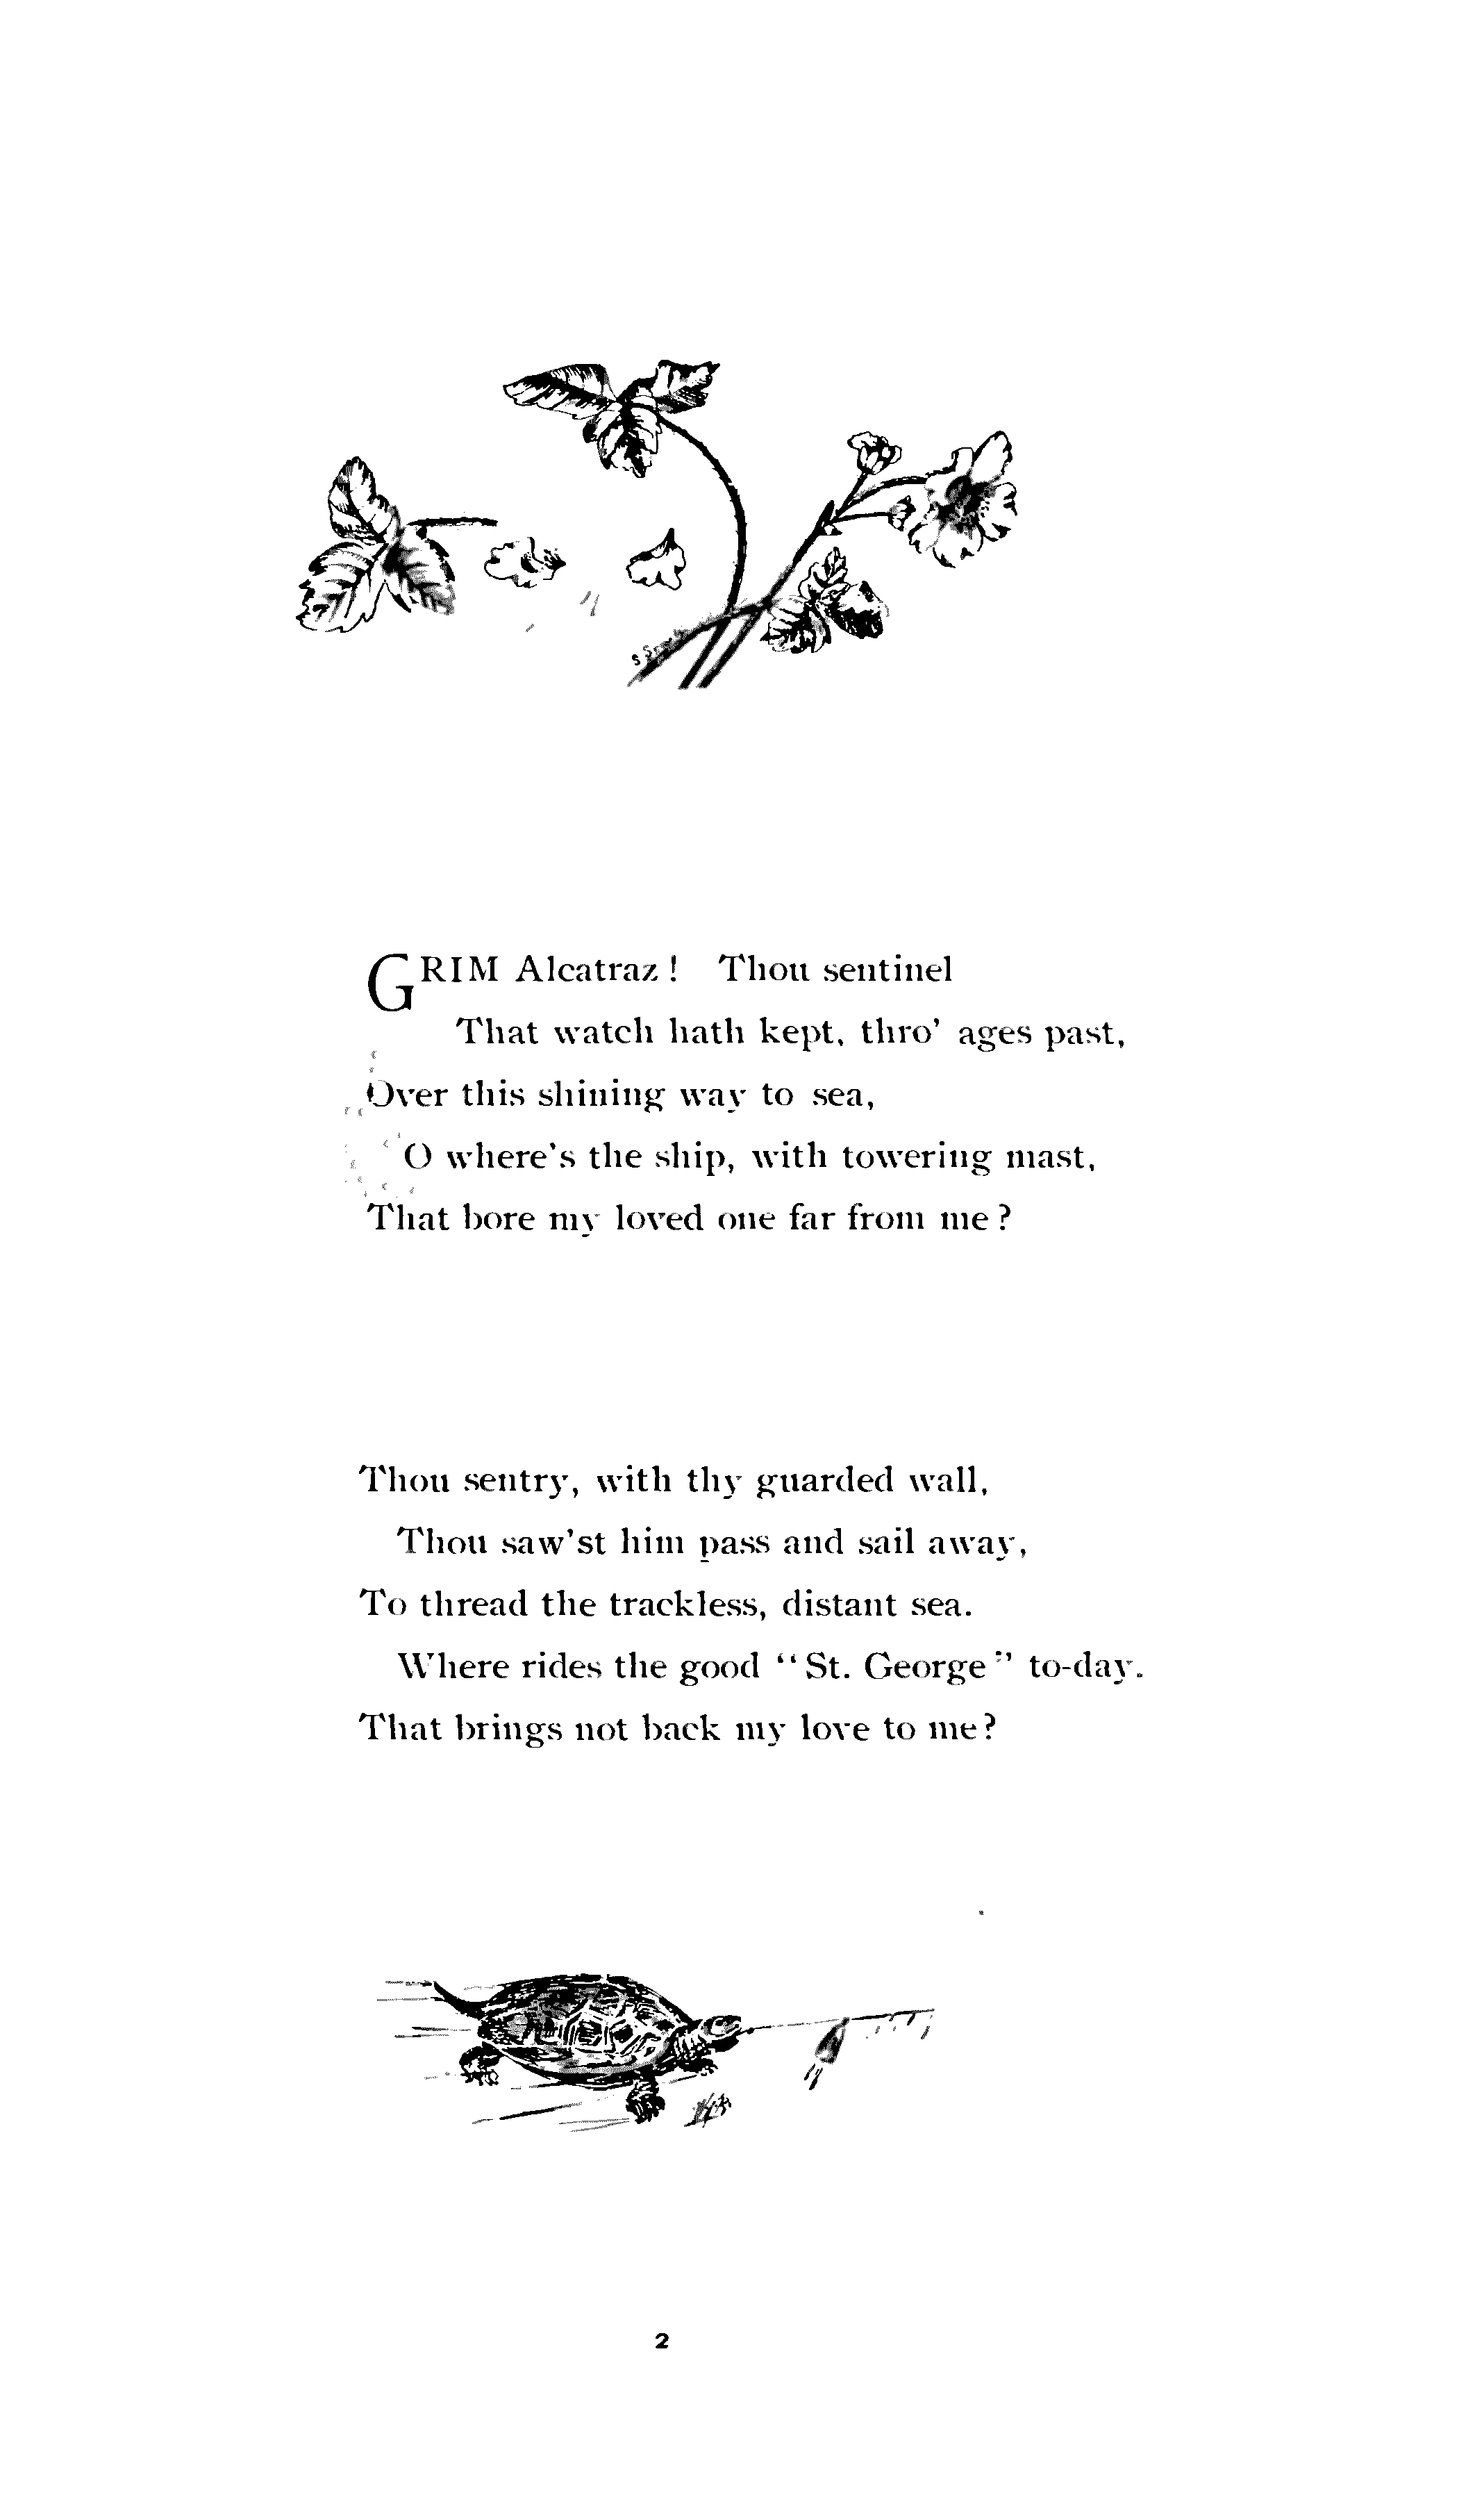 GRIM Alcatraz! Thou sentinel
That watch hath kept, thro' ages past,
Over this shining way to sea,
O where's the ship, with towering mast,
That bore my loved one far from me?
Thou sentry, with thy guarded wall,
Thou saw'st him pass and sail away,
To thread the trackless, distant sea.
Where rides the good "St. George" to-day.
That brings not back my love to me?
2